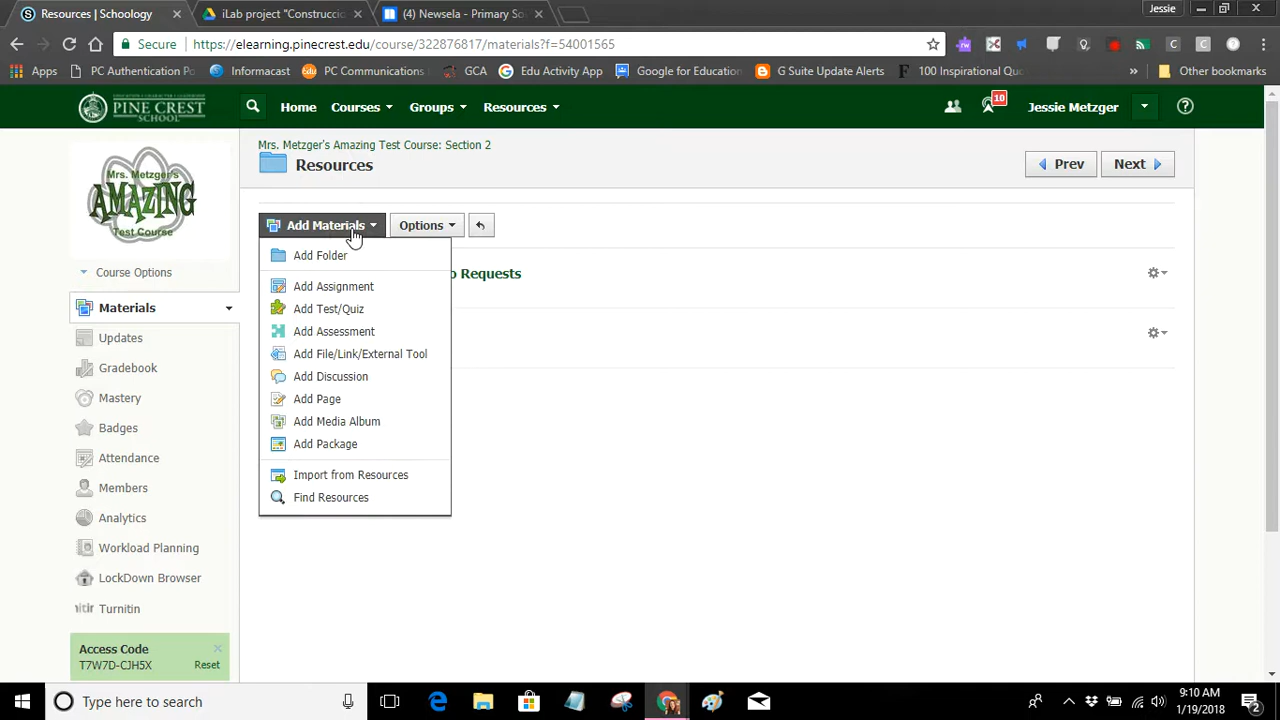 Resources | Schoology
iLab project "Construccio
(4) Newsela - Primary So
Jessie
Secure
https://elearning.pinecrest.edu/course/322876817/materials?f=54001565
Apps
PC Authentication Po
Informacast
PC Communications
GCA
Edu Activity App
Google for Education
G Suite Update Alerts
100 Inspirational Quo
Other bookmarks
PINE CREST
SCHOOL
Home
Courses
Groups
Resources
10
Jessie Metzger
Mrs. Metzger's
AMAZING
Test Course
Mrs. Metzger's Amazing Test Course: Section 2
Resources
Prev
Next
Add Materials
Options
Add Folder
Add Assignment
Add Test/Quiz
Add Assessment
Add File/Link/External Tool
Add Discussion
Add Page
Add Media Album
Add Package
Import from Resources
Find Resources
Requests
Course Options
Materials
Updates
Gradebook
Mastery
Badges
Attendance
Members
Analytics
Workload Planning
LockDown Browser
Turnitin
Access Code
T7W7D-CJH5X
Reset
Type here to search
9:10 AM
1/19/2018
2